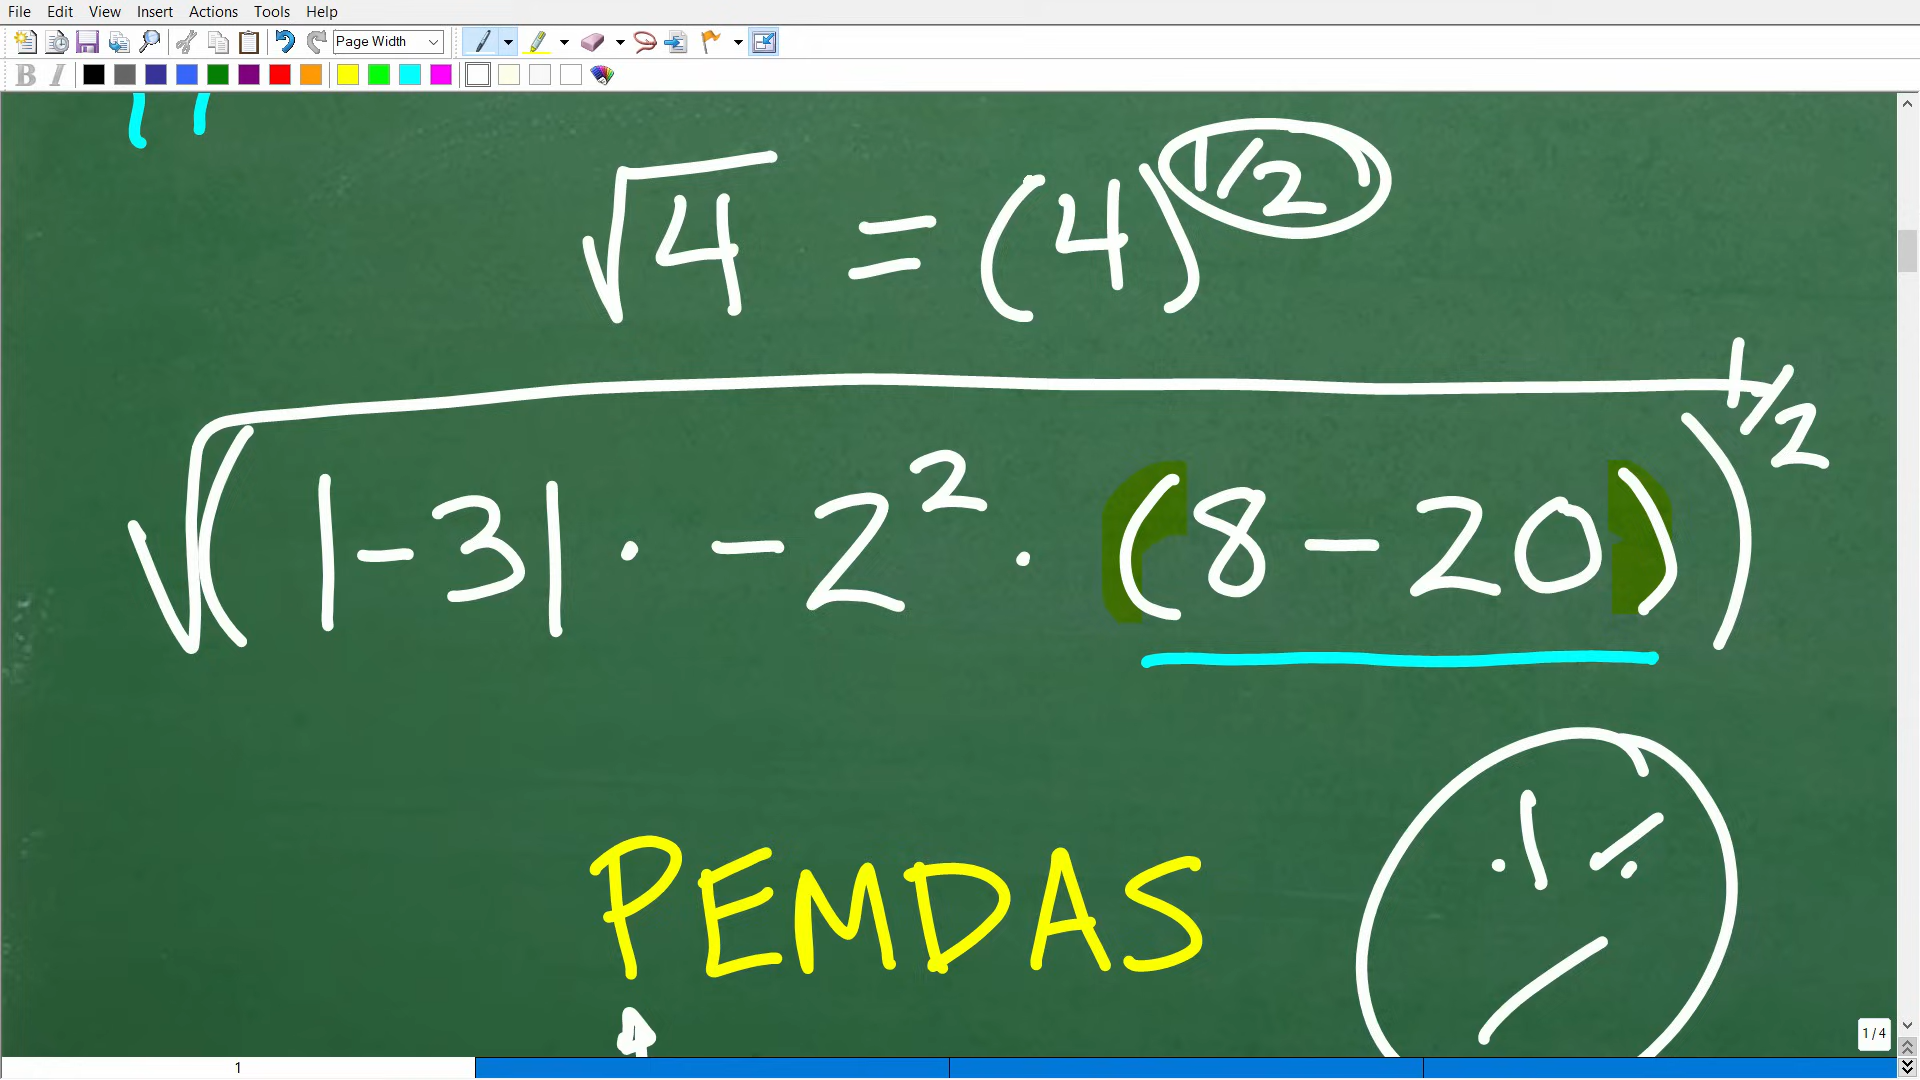 File Edit View Insert Actions Tools Help
Page Width
B I
√4 = (4)^1/2
√(|-3| · -2² · (8-20))^1/2
PEMDAS
1/4
1